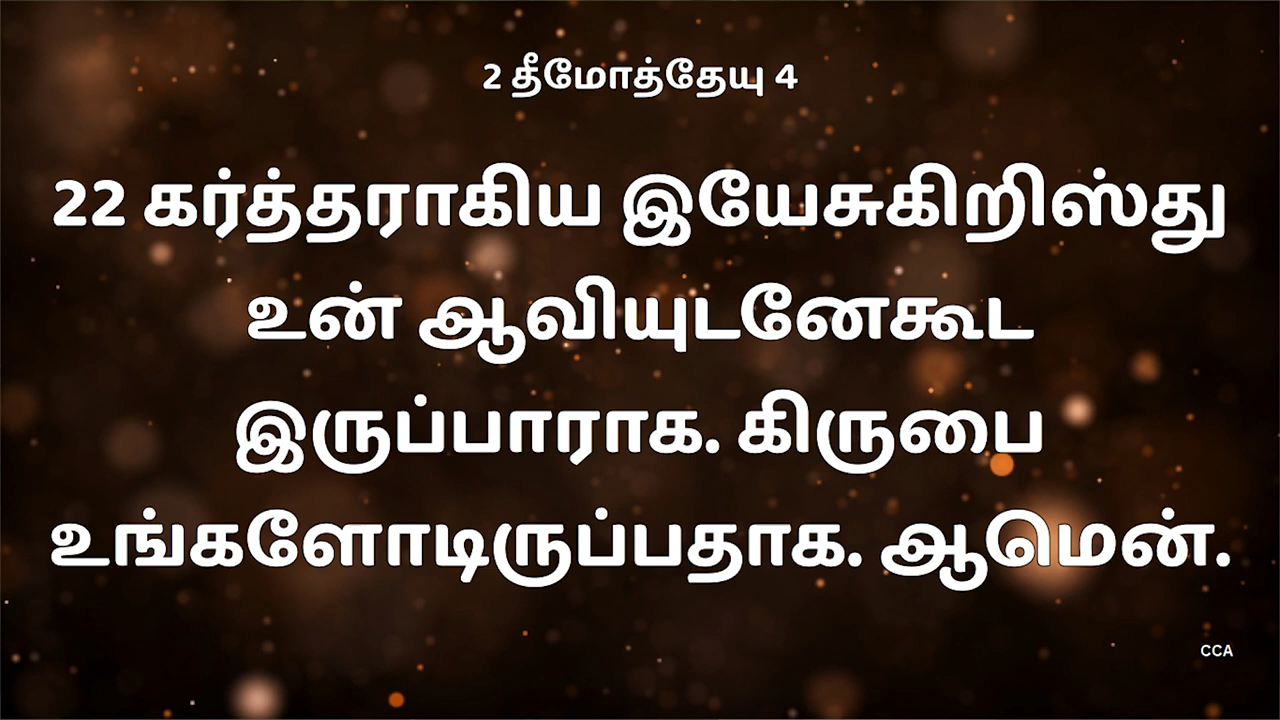 2 தீமோத்தேயு 4
22 கர்த்தராகிய இயேசுகிறிஸ்து
உன் ஆவியுடனேகூட
இருப்பாராக. கிருபை
உங்களோடிருப்பதாக. ஆமென்.
CCA